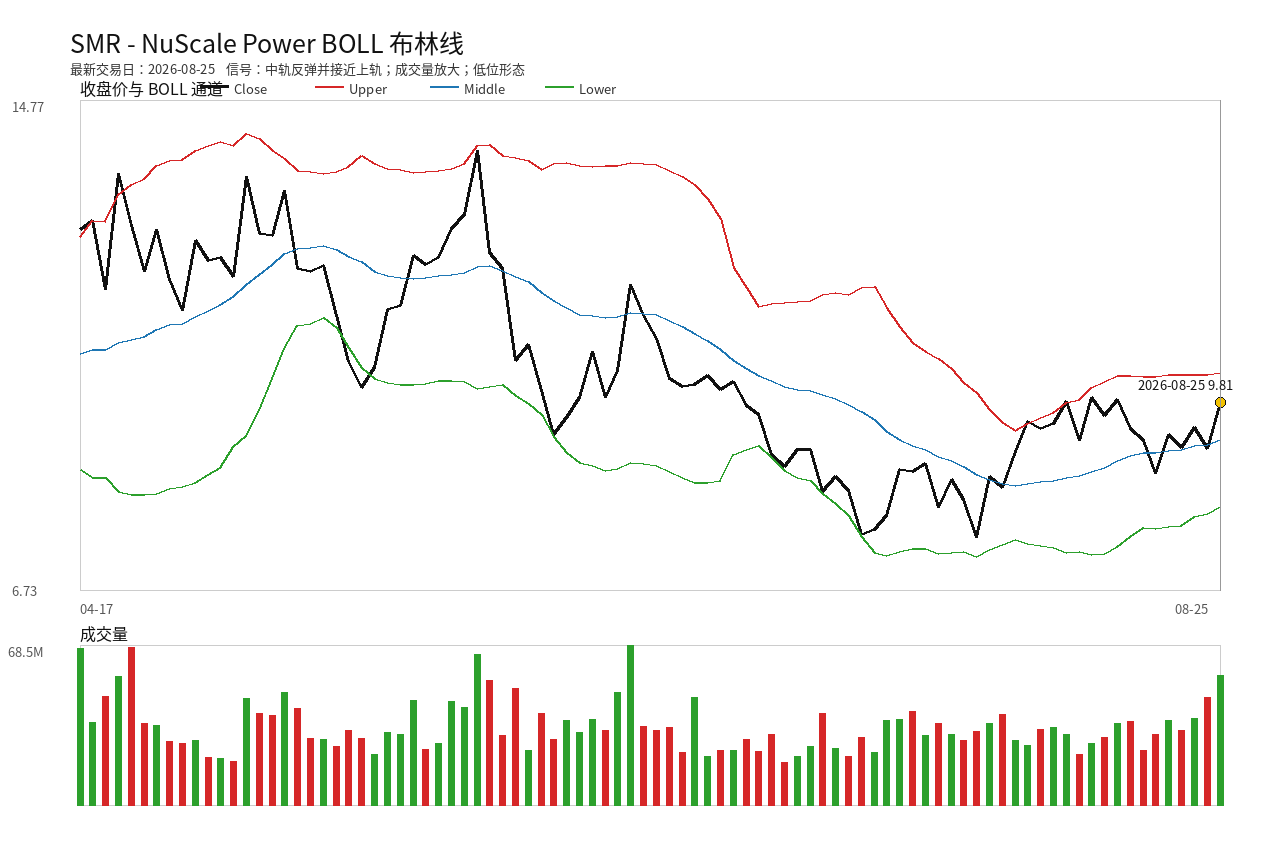 SMR - NuScale Power BOLL 布林线
最新交易日：2026-08-25 信号：中轨反弹并接近上轨；成交量放大；低位形态
收盘价与 BOLL 通道 Close Upper Middle Lower
14.77
2026-08-25 9.81
6.73
04-17 08-25
成交量
68.5M